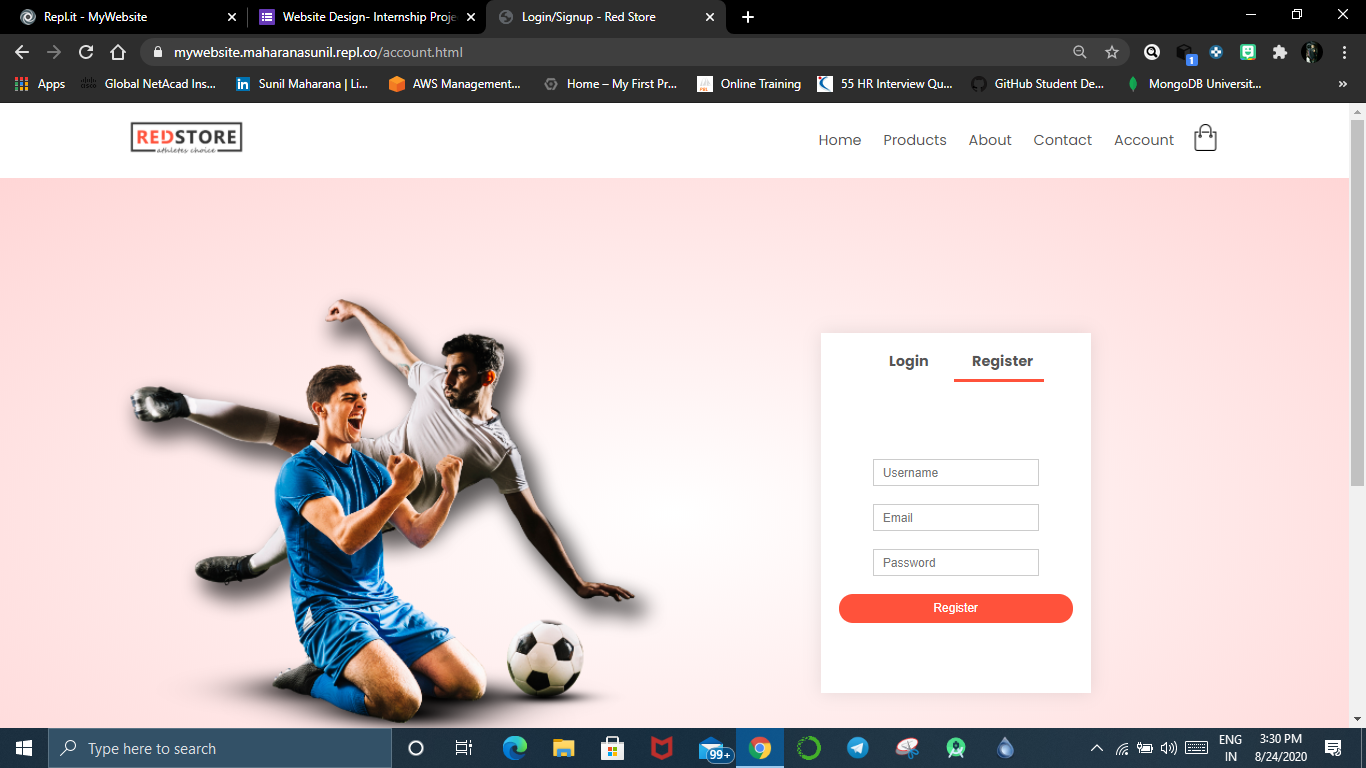 Repl.it - MyWebsite
Website Design- Internship Proje
Login/Signup - Red Store
mywebsite.maharanasunil.repl.co/account.html
1
Apps
Global NetAcad Ins...
Sunil Maharana | Li...
AWS Management...
Home – My First Pr...
Online Training
55 HR Interview Qu...
GitHub Student De...
MongoDB Universit...
»
REDSTORE
athletes choice
Home Products About Contact Account
Login Register
Username
Email
Password
Register
Type here to search
99+
ENG
IN
3:30 PM
8/24/2020